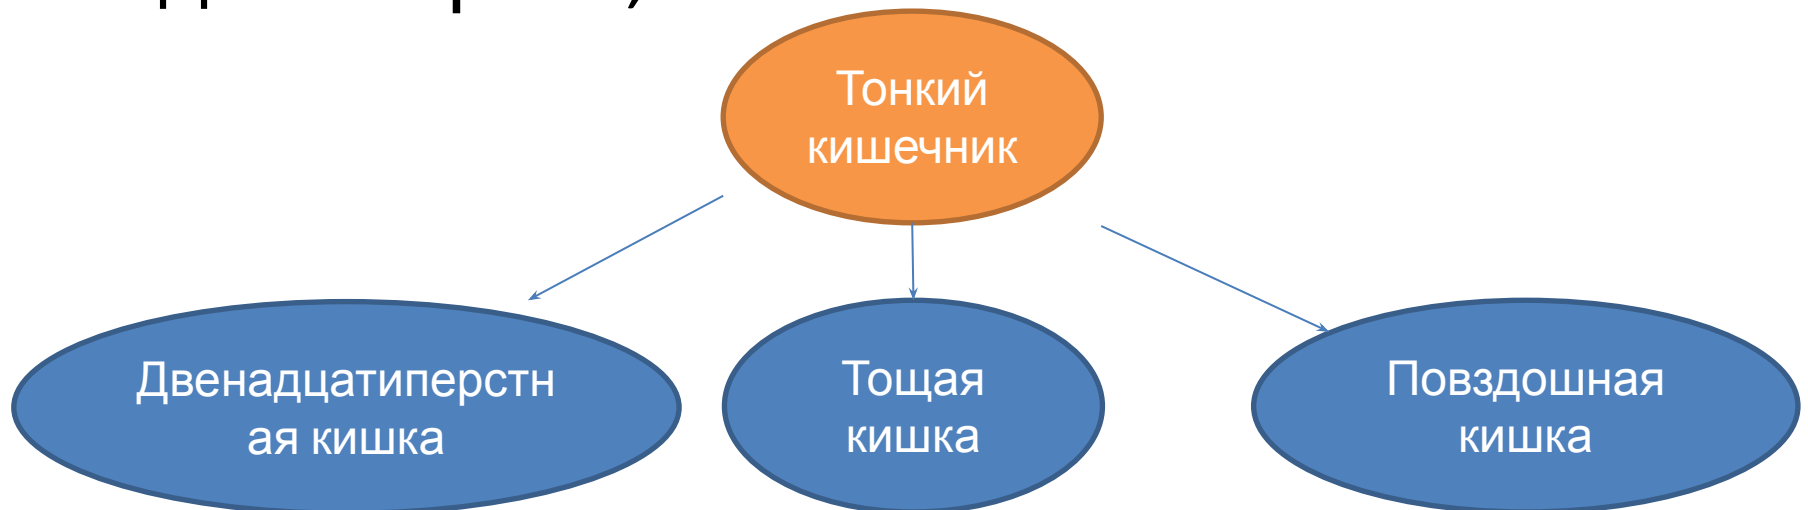 Тонкий
кишечник
Двенадцатиперстн
ая кишка
Тощая
кишка
Повздошная
кишка